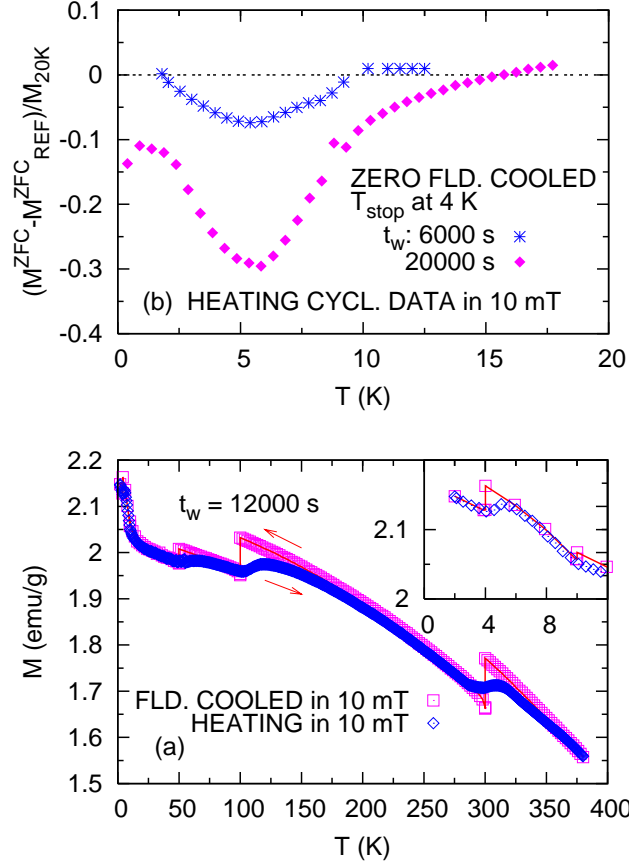 0.1
0
-0.1
-0.2
-0.3
-0.4
(M^ZFC-M^ZFC_REF)/M_20K
ZERO FLD. COOLED
T_stop at 4 K
t_w: 6000 s
20000 s
(b) HEATING CYCL. DATA in 10 mT
0 5 10 15 20
T (K)
2.2
2.1
2
1.9
1.8
1.7
1.6
1.5
M (emu/g)
t_w = 12000 s
2.1
2
0 4 8
FLD. COOLED in 10 mT
HEATING in 10 mT
(a)
0 50 100 150 200 250 300 350 400
T (K)